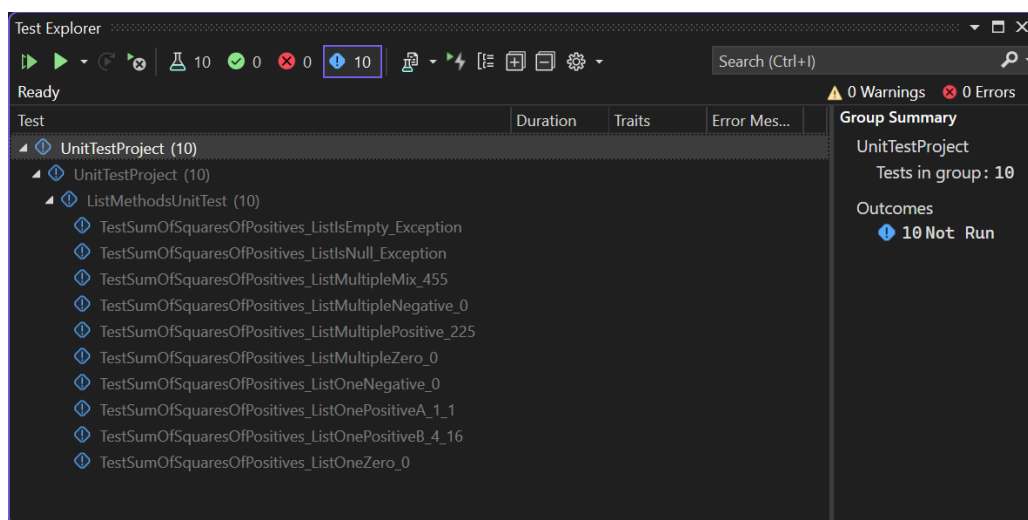 Test Explorer
10 0 0 10 Search (Ctrl+I)
Ready 0 Warnings 0 Errors
Test Duration Traits Error Mes... Group Summary
UnitTestProject (10)
UnitTestProject (10)
ListMethodsUnitTest (10)
TestSumOfSquaresOfPositives_ListIsEmpty_Exception
TestSumOfSquaresOfPositives_ListIsNull_Exception
TestSumOfSquaresOfPositives_ListMultipleMix_455
TestSumOfSquaresOfPositives_ListMultipleNegative_0
TestSumOfSquaresOfPositives_ListMultiplePositive_225
TestSumOfSquaresOfPositives_ListMultipleZero_0
TestSumOfSquaresOfPositives_ListOneNegative_0
TestSumOfSquaresOfPositives_ListOnePositiveA_1_1
TestSumOfSquaresOfPositives_ListOnePositiveB_4_16
TestSumOfSquaresOfPositives_ListOneZero_0
UnitTestProject
Tests in group: 10
Outcomes
10 Not Run